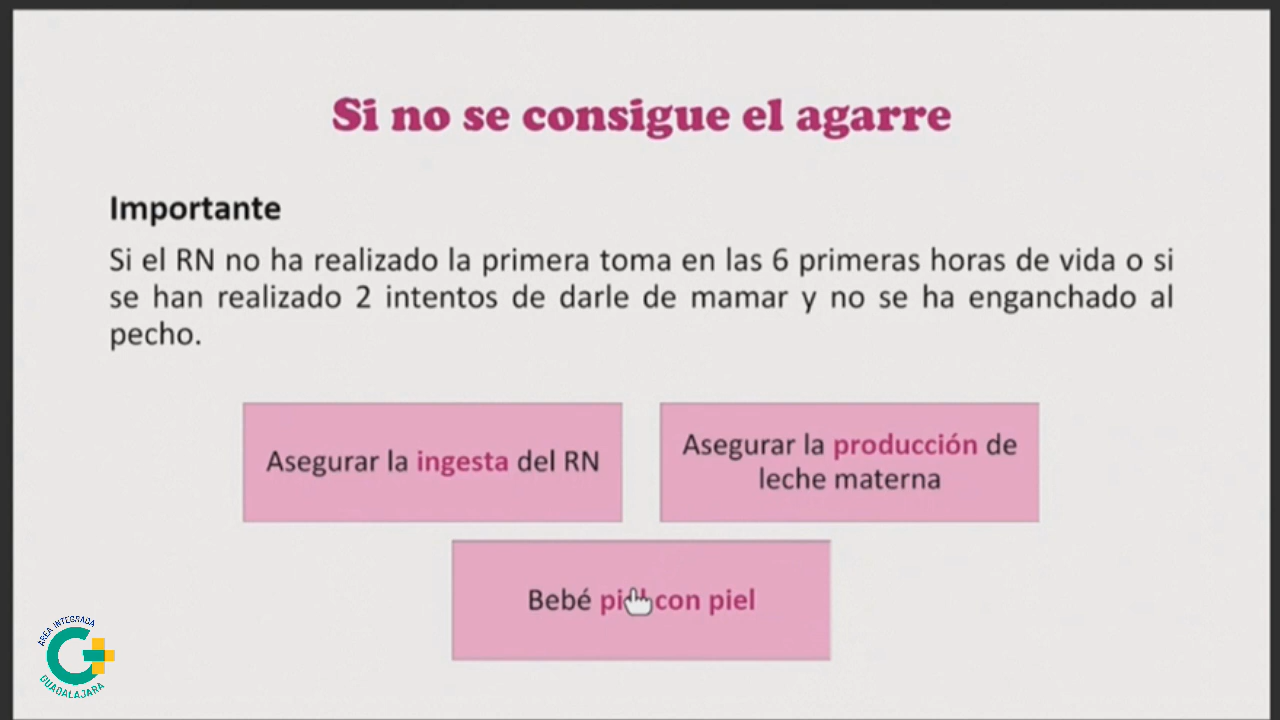 Si no se consigue el agarre
Importante
Si el RN no ha realizado la primera toma en las 6 primeras horas de vida o si
se han realizado 2 intentos de darle de mamar y no se ha enganchado al
pecho.
Asegurar la ingesta del RN
Asegurar la producción de
leche materna
Bebé piel con piel
ÁREA INTEGRADA
GUADALAJARA